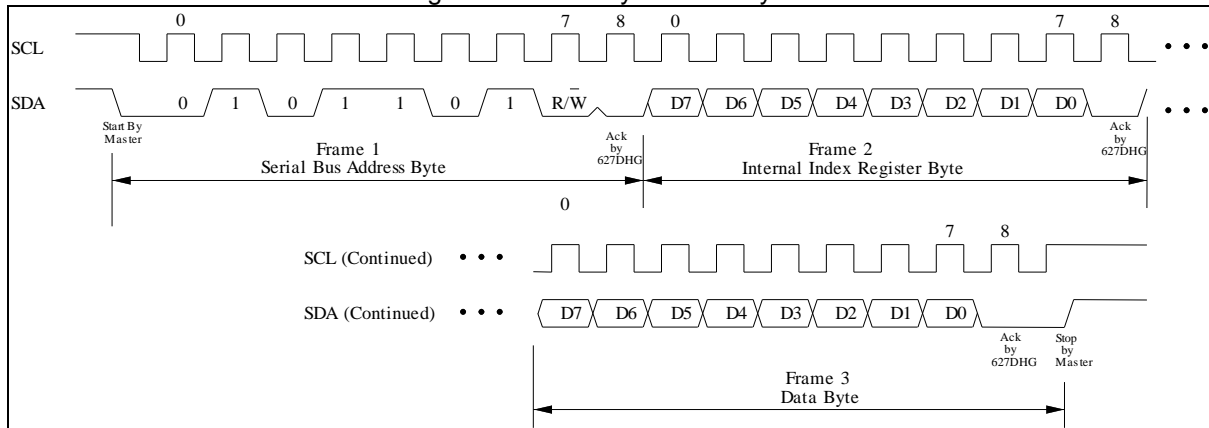 0 7 8 0 7 8
SCL
SDA 0 1 0 1 1 0 1 R/W̅ D7 D6 D5 D4 D3 D2 D1 D0
Start By
Master
Ack
by
627DHG
Ack
by
627DHG
Frame 1
Serial Bus Address Byte
Frame 2
Internal Index Register Byte
0
7 8
SCL (Continued)
SDA (Continued) D7 D6 D5 D4 D3 D2 D1 D0
Ack
by
627DHG
Stop
by
Master
Frame 3
Data Byte